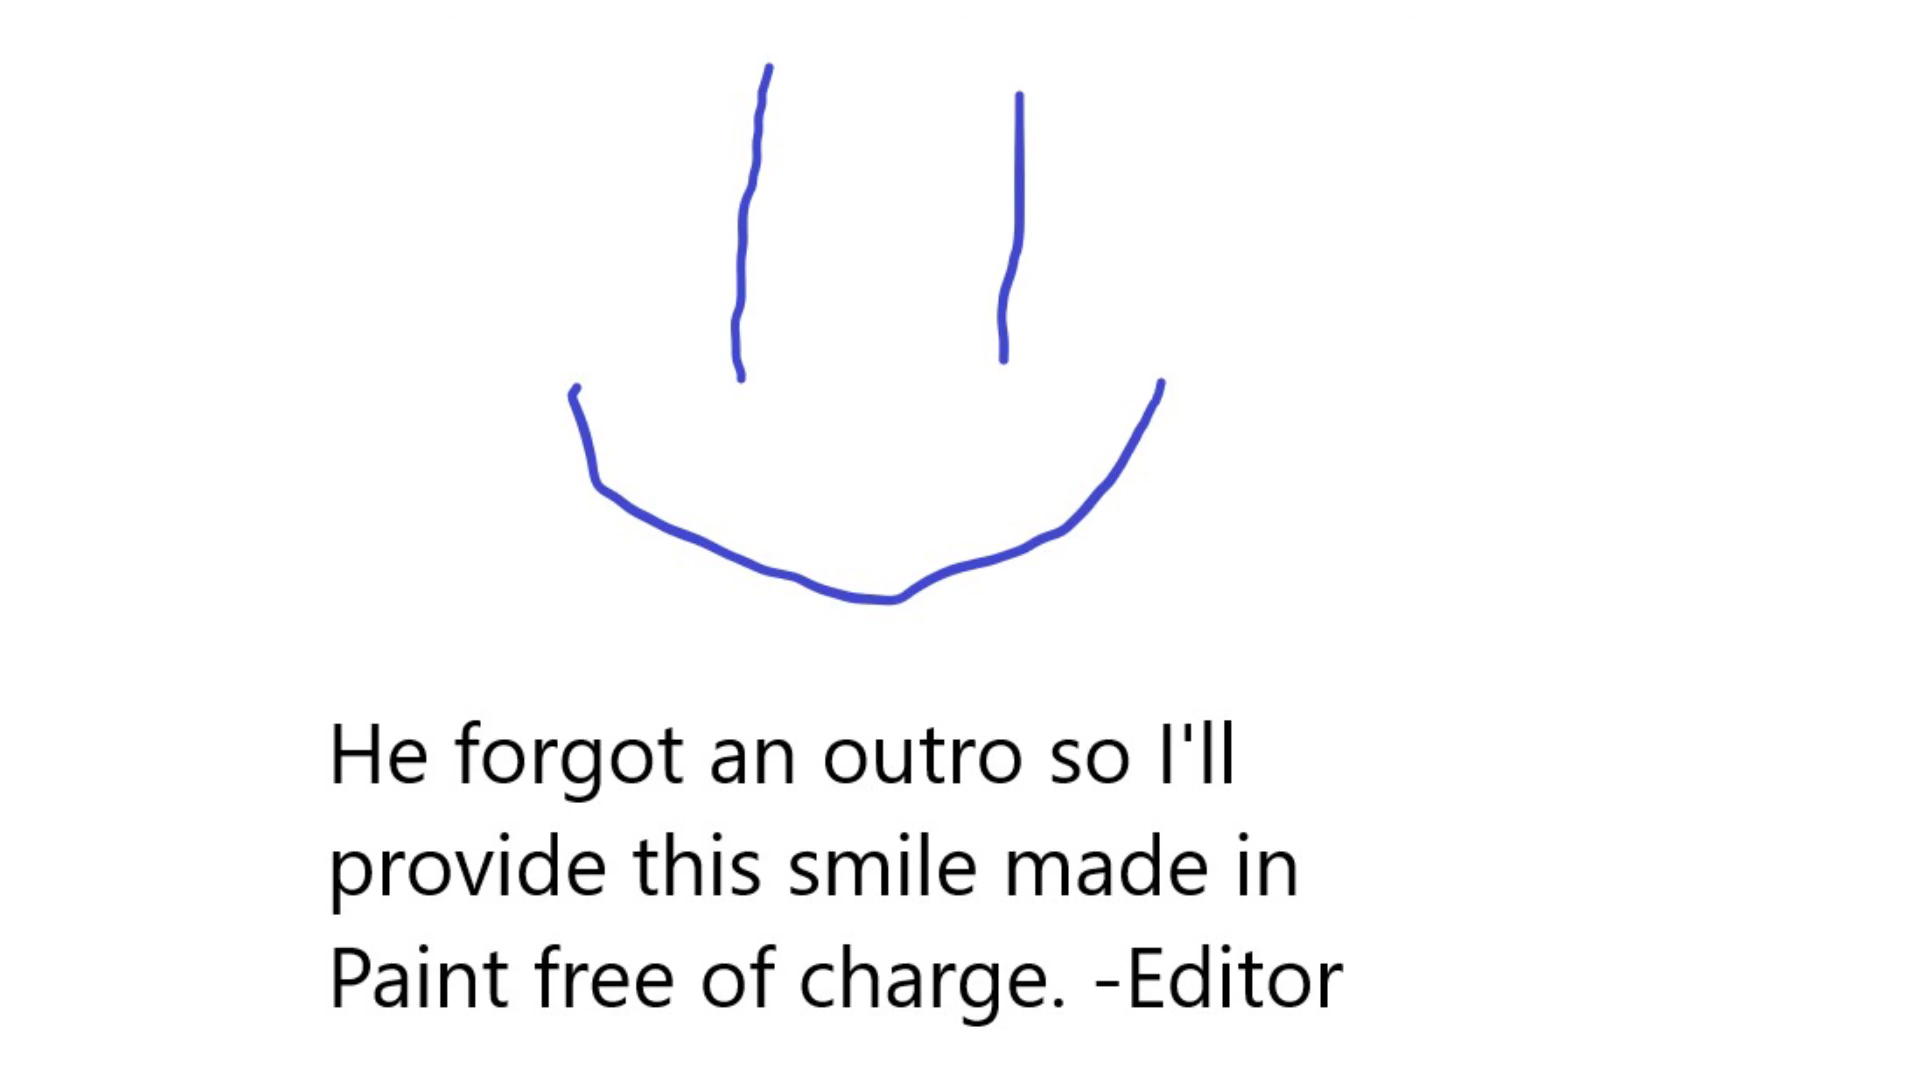 He forgot an outro so I'll
provide this smile made in
Paint free of charge. -Editor